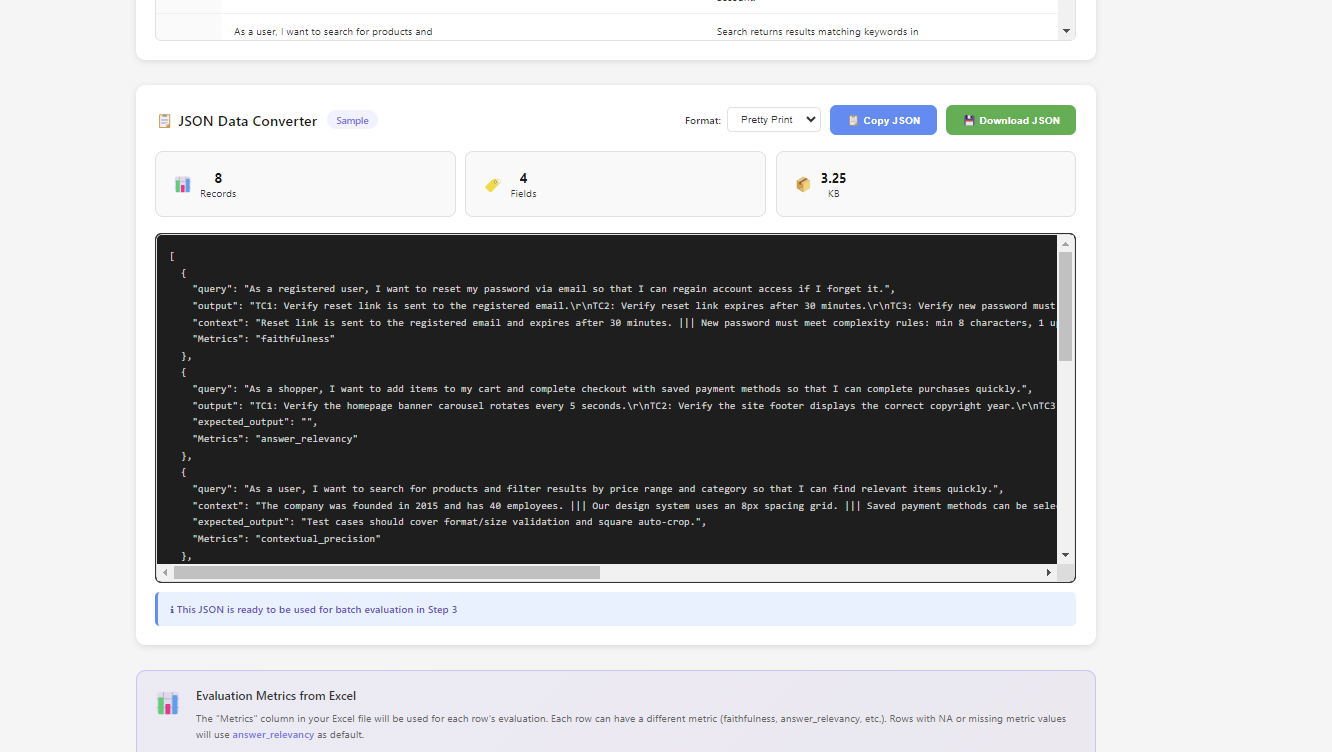 As a user, I want to search for products and
Search returns results matching keywords in
JSON Data Converter
Sample
Format:
Pretty Print
Copy JSON
Download JSON
8
Records
4
Fields
3.25
KB
[
{
"query": "As a registered user, I want to reset my password via email so that I can regain account access if I forget it.",
"output": "TC1: Verify reset link is sent to the registered email.\r\nTC2: Verify reset link expires after 30 minutes.\r\nTC3: Verify new password must
"context": "Reset link is sent to the registered email and expires after 30 minutes. ||| New password must meet complexity rules: min 8 characters, 1 u
"Metrics": "faithfulness"
},
{
"query": "As a shopper, I want to add items to my cart and complete checkout with saved payment methods so that I can complete purchases quickly.",
"output": "TC1: Verify the homepage banner carousel rotates every 5 seconds.\r\nTC2: Verify the site footer displays the correct copyright year.\r\nTC3
"expected_output": "",
"Metrics": "answer_relevancy"
},
{
"query": "As a user, I want to search for products and filter results by price range and category so that I can find relevant items quickly.",
"context": "The company was founded in 2015 and has 40 employees. ||| Our design system uses an 8px spacing grid. ||| Saved payment methods can be sele
"expected_output": "Test cases should cover format/size validation and square auto-crop.",
"Metrics": "contextual_precision"
},
ℹ This JSON is ready to be used for batch evaluation in Step 3
Evaluation Metrics from Excel
The "Metrics" column in your Excel file will be used for each row's evaluation. Each row can have a different metric (faithfulness, answer_relevancy, etc.). Rows with NA or missing metric values
will use answer_relevancy as default.